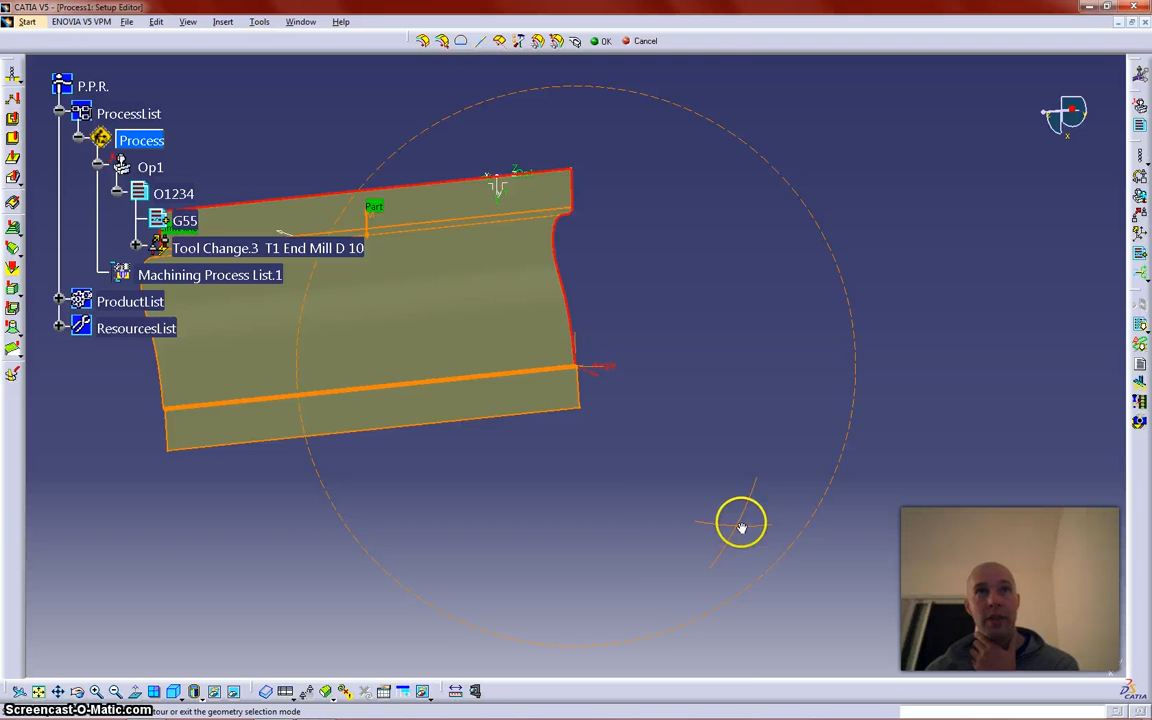 CATIA V5 - [Process1: Setup Editor]
Start ENOVIA V5 VPM File Edit View Insert Tools Window Help
OK Cancel
P.P.R.
ProcessList
Process
Op1
O1234
Part
G55
Tool Change.3 T1 End Mill D 10
Machining Process List.1
ProductList
ResourcesList
Screencast-O-Matic.com
tour or exit the geometry selection mode